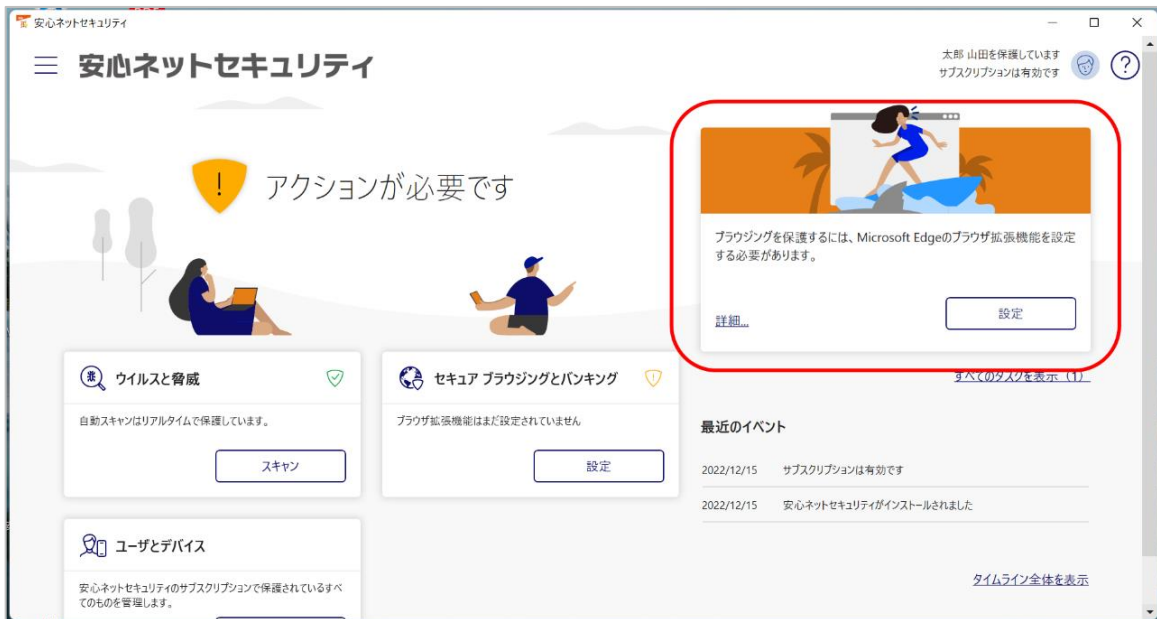 安心ネットセキュリティ
安心ネットセキュリティ
太郎 山田を保護しています
サブスクリプションは有効です
?
!
アクションが必要です
ブラウジングを保護するには、Microsoft Edgeのブラウザ拡張機能を設定
する必要があります。
詳細...
設定
すべてのタスクを表示 (1)
ウイルスと脅威
自動スキャンはリアルタイムで保護しています。
スキャン
セキュア ブラウジングとバンキング
ブラウザ拡張機能はまだ設定されていません
設定
最近のイベント
2022/12/15 サブスクリプションは有効です
2022/12/15 安心ネットセキュリティがインストールされました
タイムライン全体を表示
ユーザとデバイス
安心ネットセキュリティのサブスクリプションで保護されているすべ
てのものを管理します。